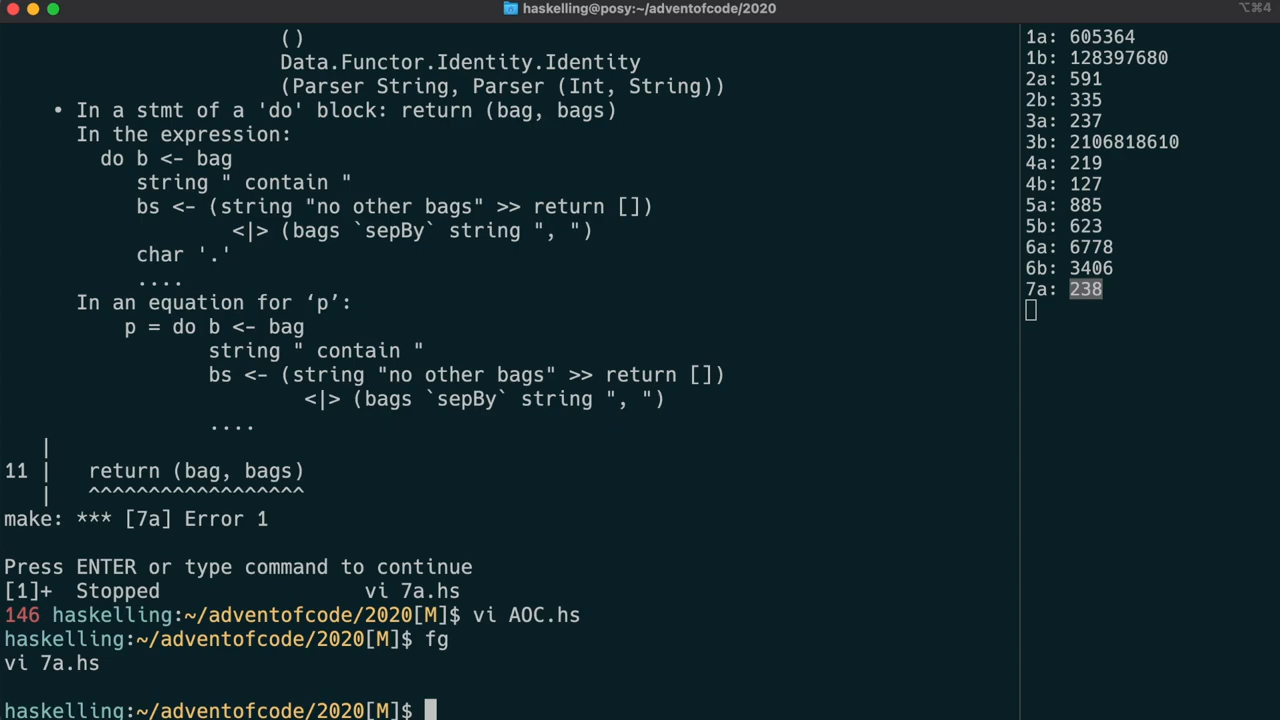 haskelling@posy:~/adventofcode/2020
⌥⌘4
()
Data.Functor.Identity.Identity
(Parser String, Parser (Int, String))
• In a stmt of a 'do' block: return (bag, bags)
In the expression:
do b <- bag
string " contain "
bs <- (string "no other bags" >> return [])
<|> (bags `sepBy` string ", ")
char '.'
....
In an equation for ‘p’:
p = do b <- bag
string " contain "
bs <- (string "no other bags" >> return [])
<|> (bags `sepBy` string ", ")
....
|
11 |    return (bag, bags)
|    ^^^^^^^^^^^^^^^^^^
make: *** [7a] Error 1
Press ENTER or type command to continue
[1]+  Stopped                 vi 7a.hs
146 haskelling:~/adventofcode/2020[M]$ vi AOC.hs
haskelling:~/adventofcode/2020[M]$ fg
vi 7a.hs
haskelling:~/adventofcode/2020[M]$
1a: 605364
1b: 128397680
2a: 591
2b: 335
3a: 237
3b: 2106818610
4a: 219
4b: 127
5a: 885
5b: 623
6a: 6778
6b: 3406
7a: 238